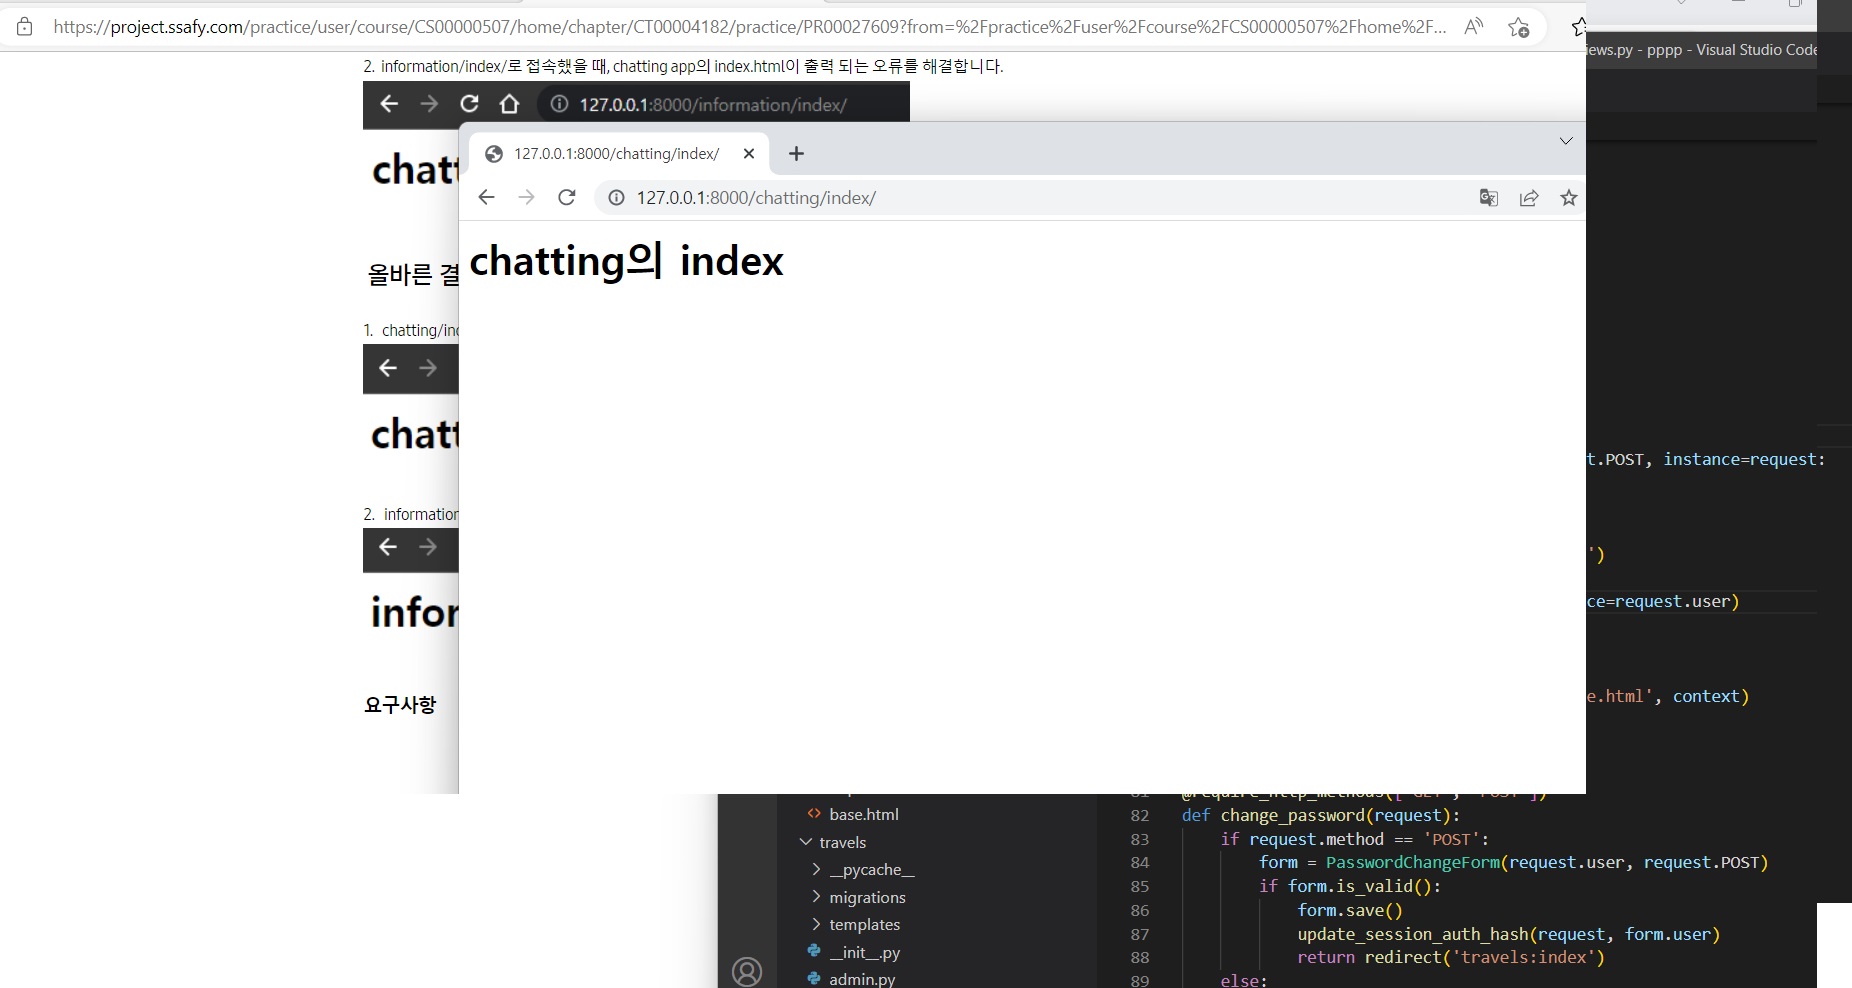 https://project.ssafy.com/practice/user/course/CS00000507/home/chapter/CT00004182/practice/PR00027609?from=%2Fpractice%2Fuser%2Fcourse%2FCS00000507%2Fhome%2F...
iews.py - pppp - Visual Studio Code
2. information/index/로 접속했을 때, chatting app의 index.html이 출력 되는 오류를 해결합니다.
127.0.0.1:8000/information/index/
127.0.0.1:8000/chatting/index/
127.0.0.1:8000/chatting/index/
chatt
chatting의 index
올바른 결
1. chatting/ind
chatt
t.POST, instance=request:
2. information
')
infor
ce=request.user)
요구사항
e.html', context)
base.html
82 def change_password(request):
travels
83 if request.method == 'POST':
__pycache__
84 form = PasswordChangeForm(request.user, request.POST)
85 if form.is_valid():
migrations
86 form.save()
templates
87 update_session_auth_hash(request, form.user)
__init__.py
88 return redirect('travels:index')
admin.py
89 else: